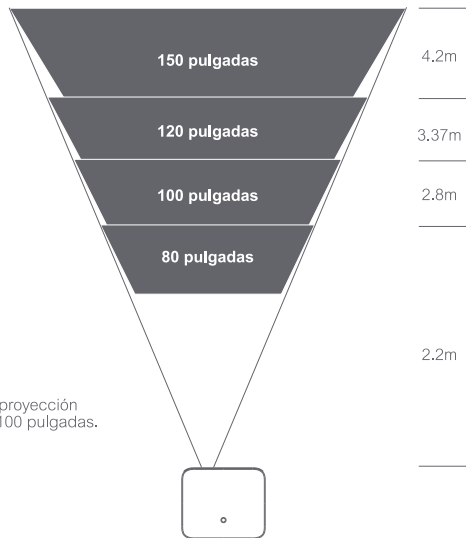 150 pulgadas
4.2m
120 pulgadas
3.37m
100 pulgadas
2.8m
80 pulgadas
2.2m
proyección
100 pulgadas.